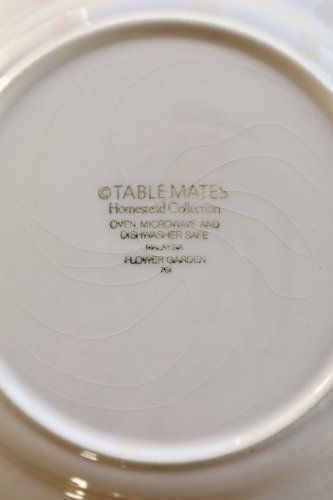 © TABLE MATES
Homestead Collection
OVEN, MICROWAVE AND
DISHWASHER SAFE
MALAYSIA
FLOWER GARDEN
761